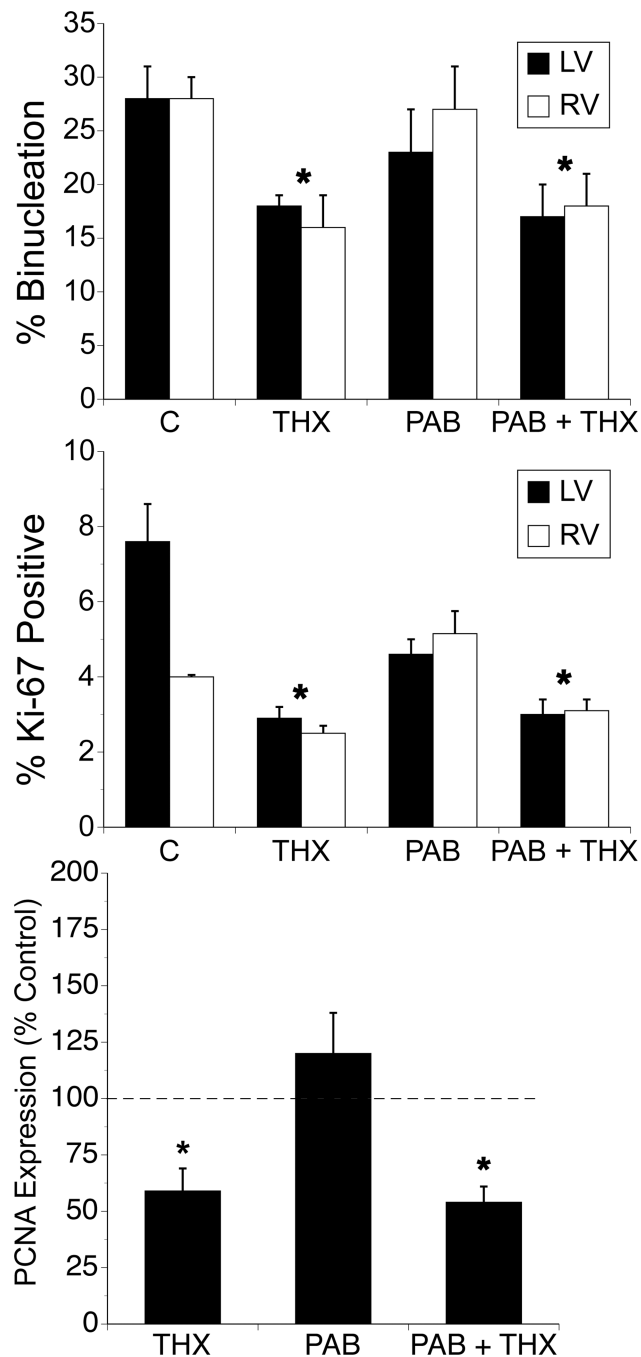 % Binucleation
35
30
25
20
15
10
5
0
LV
RV
*
*
C THX PAB PAB + THX
% Ki-67 Positive
10
8
6
4
2
0
LV
RV
*
*
C THX PAB PAB + THX
PCNA Expression (% Control)
200
175
150
125
100
75
50
25
0
*
*
THX PAB PAB + THX